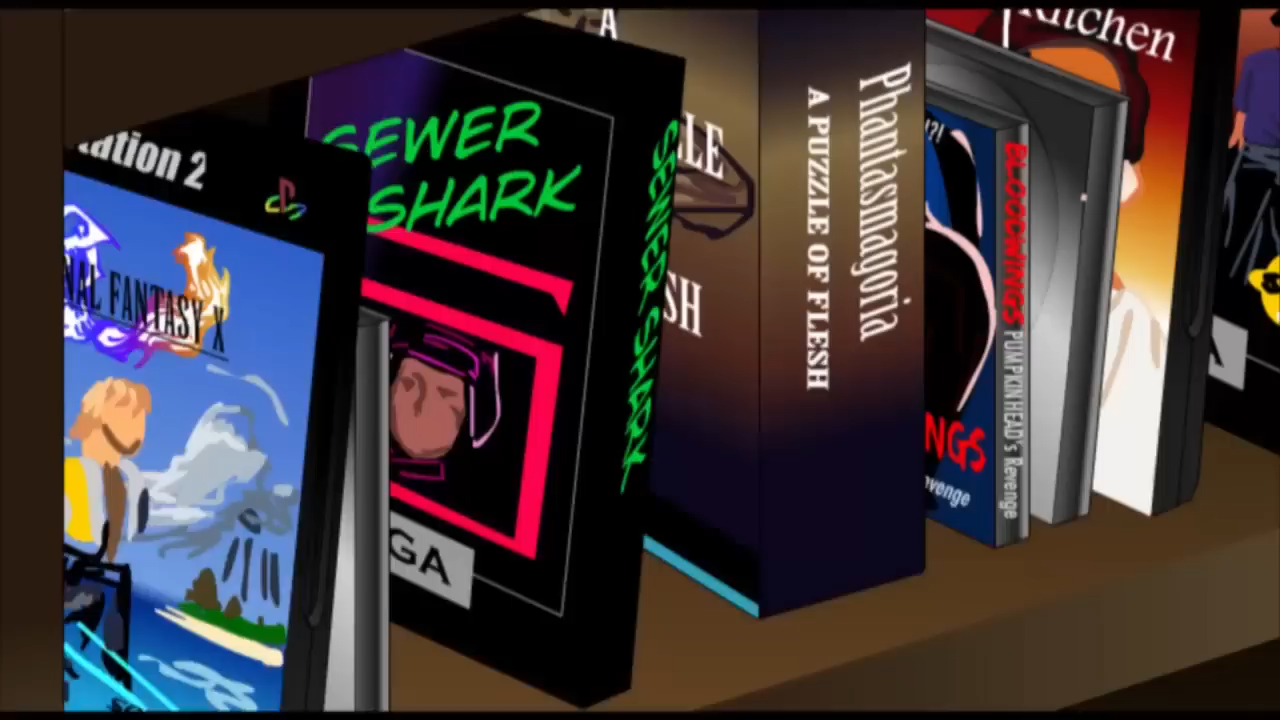 tation 2
NAL FANTASY X
SEWER
SHARK
SEWER SHARK
GA
A
LE
SH
Phantasmagoria
A PUZZLE OF FLESH
!?!
NGS
evenge
BLOODWINGS
PUMPKINHEAD's Revenge
Kitchen